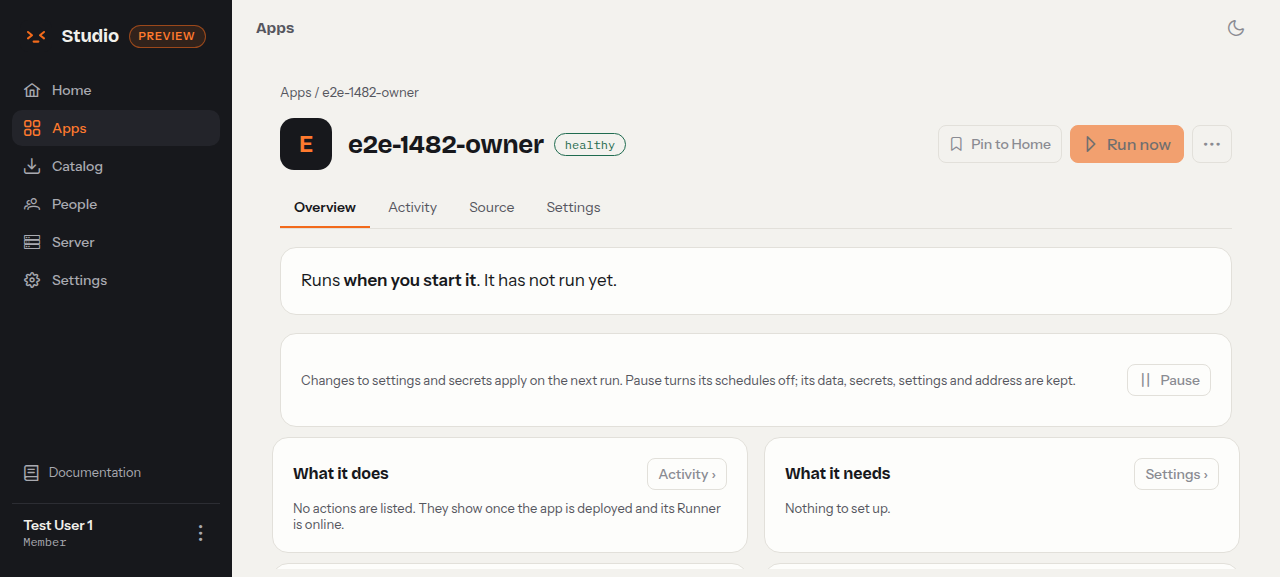 Studio PREVIEW
Apps
Home
Apps
Catalog
People
Server
Settings
Documentation
Test User 1
Member
Apps / e2e-1482-owner
E
e2e-1482-owner healthy
Pin to Home
Run now
Overview Activity Source Settings
Runs when you start it. It has not run yet.
Changes to settings and secrets apply on the next run. Pause turns its schedules off; its data, secrets, settings and address are kept.
Pause
What it does
Activity ›
No actions are listed. They show once the app is deployed and its Runner
is online.
What it needs
Settings ›
Nothing to set up.